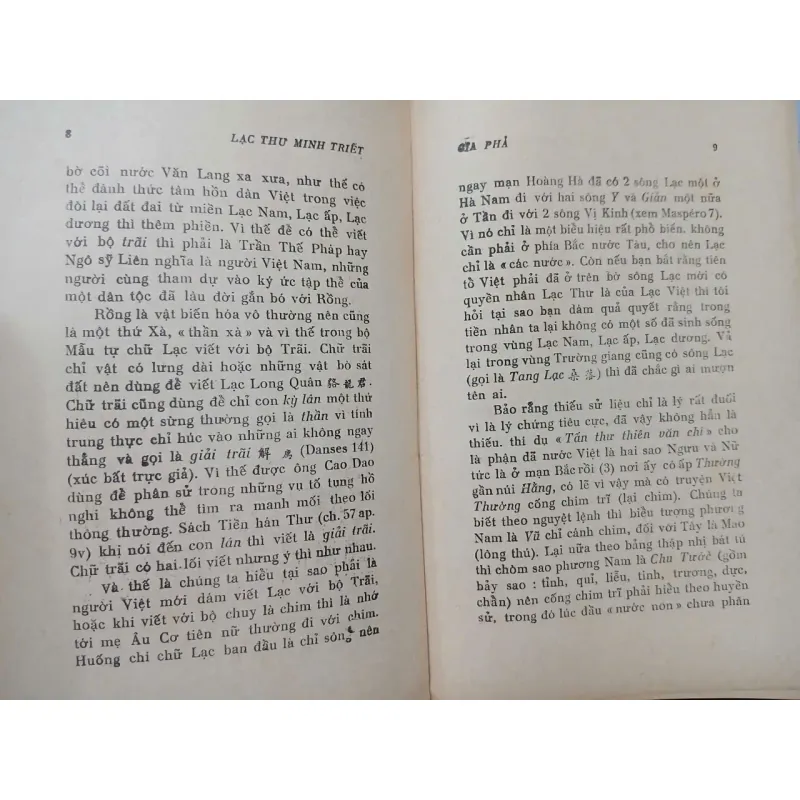 8
LẠC THƯ MINH TRIẾT
bờ cõi nước Văn Lang xa xưa, như thế có
thể đánh thức tâm hồn dân Việt trong việc
đòi lại đất đai từ miền Lạc Nam, Lạc ấp, Lạc
dương thì thêm phiền. Vì thế để có thể viết
với bộ trãi thì phải là Trần Thế Pháp hay
Ngô sỹ Liên nghĩa là người Việt Nam, những
người cùng tham dự vào ký ức tập thể của
một dân tộc đã lâu đời gắn bó với Rồng.
Rồng là vật biến hóa vô thường nên cũng
là một thứ Xà, « thần xà » và vì thế trong bộ
Mẫu tự chữ Lạc viết với bộ Trãi. Chữ trãi
chỉ vật có lưng dài hoặc những vật bò sát
đất nên dùng để viết Lạc Long Quân 貉龍君.
Chữ trãi cũng dùng để chỉ con kỳ lân một thứ
hiêu có một sừng thường gọi là thần vì tính
trung thực chỉ húc vào những ai không ngay
thẳng và gọi là giải trãi 解 (Danses 141)
(xúc bất trực giả). Vì thế được ông Cao Dao
dùng để phân sử trong những vụ tố tụng hồ
nghi không thể tìm ra manh mối theo lối
thông thường. Sách Tiền hán Thư (ch. 57 ap.
9v) khị nói đến con lán thì viết là giải trãi.
Chữ trãi có hai lối viết nhưng ý thì như nhau.
Và thế là chúng ta hiểu tại sao phải là
người Việt mới dám viết Lạc với bộ Trãi,
hoặc khi viết với bộ chuy là chim thì là nhớ
tới mẹ Âu Cơ tiên nữ thường đi với chim.
Huống chi chữ Lạc ban đầu là chỉ sông nên
GIA PHẢ
9
ngay mạn Hoàng Hà đã có 2 sông Lạc một ở
Hà Nam đi với hai sông Y và Giản một nữa
ở Tần đi với 2 sông Vị Kinh (xem Maspéro 7).
Vì nó chỉ là một biểu hiệu rất phổ biến. không
cần phải ở phía Bắc nước Tàu, cho nên Lạc
chỉ là « các nước ». Còn nếu bạn bắt rằng tiên
tổ Việt phải đã ở trên bờ sông Lạc mới có
quyền nhân Lạc Thư là của Lạc Việt thì tôi
hỏi tại sao bạn dám quả quyết rằng trong
tiền nhân ta lại không có một số đã sinh sống
trong vùng Lạc Nam, Lạc ấp, Lạc dương. Vả
lại trong vùng Trường giang cũng có sông Lạc
(gọi là Tang Lạc 桑落) thì đã chắc gì ai mượn
tên ai.
Bảo rằng thiếu sử liệu chỉ là lý rất đuối
vì là lý chứng tiêu cực, đã vậy không hẳn là
thiếu. thí dụ « Tấn thư thiên văn chí » cho
là phận dã nước Việt là hai sao Ngưu và Nữ
tức là ở mạn Bắc rồi (3) nơi ấy có ấp Thường
gần núi Hằng, có lẽ vì vậy mà có truyện Việt
Thường cống chim trĩ (lại chim). Chúng ta
biết theo nguyệt lệnh thì biểu tượng phương
Nam là Vũ chỉ cánh chim, đối với Tây là Mao
(lông thú). Lại nữa theo bảng thập nhị bát tú
thì chòm sao phương Nam là Chu Tước (gồm
bảy sao : tỉnh, quỉ, liễu, tinh, trương, dực,
chẩn) nên cống chim trĩ phải hiểu theo huyền
sử, trong đó lúc đầu «nước non» chưa phân